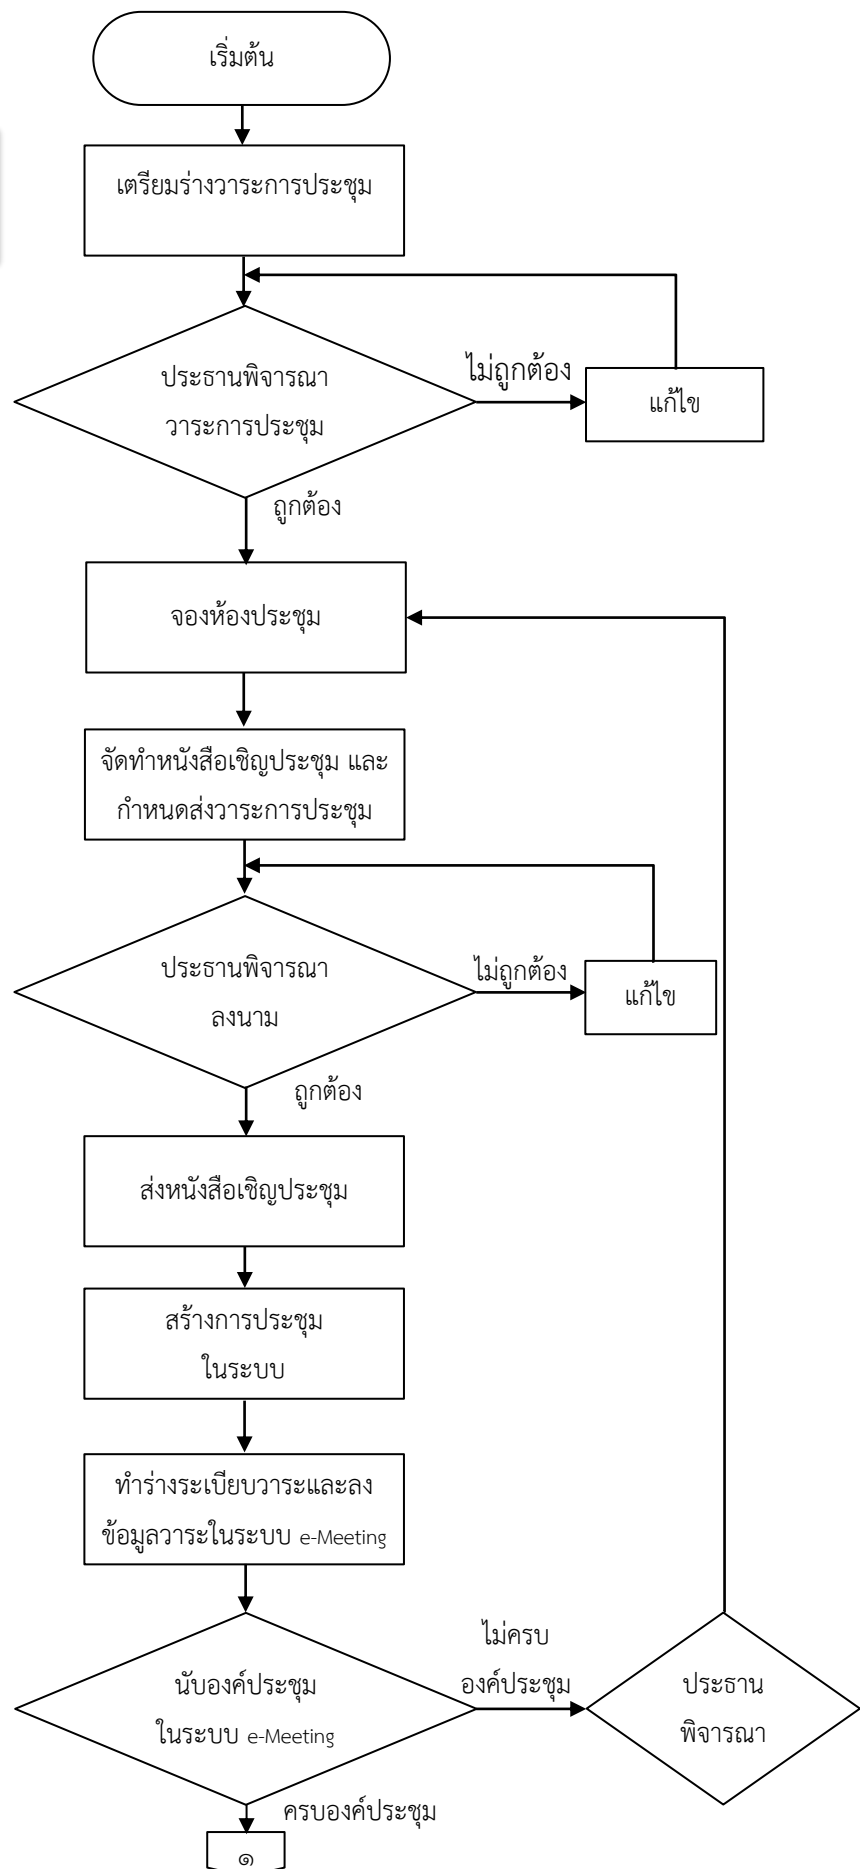 เริ่มต้น
เตรียมร่างวาระการประชุม
ประธานพิจารณา
วาระการประชุม
ไม่ถูกต้อง
แก้ไข
ถูกต้อง
จองห้องประชุม
จัดทำหนังสือเชิญประชุม และ
กำหนดส่งวาระการประชุม
ประธานพิจารณา
ลงนาม
ไม่ถูกต้อง
แก้ไข
ถูกต้อง
ส่งหนังสือเชิญประชุม
สร้างการประชุม
ในระบบ
ทำร่างระเบียบวาระและลง
ข้อมูลวาระในระบบ e-Meeting
นับองค์ประชุม
ในระบบ e-Meeting
ไม่ครบ
องค์ประชุม
ประธาน
พิจารณา
ครบองค์ประชุม
๑